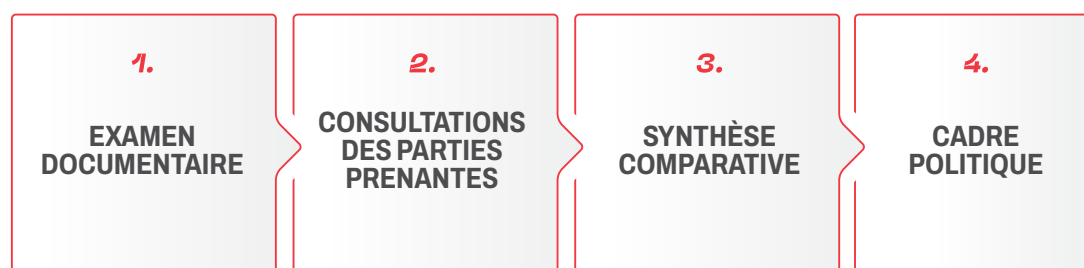 1.
EXAMEN
DOCUMENTAIRE
2.
CONSULTATIONS
DES PARTIES
PRENANTES
3.
SYNTHÈSE
COMPARATIVE
4.
CADRE
POLITIQUE